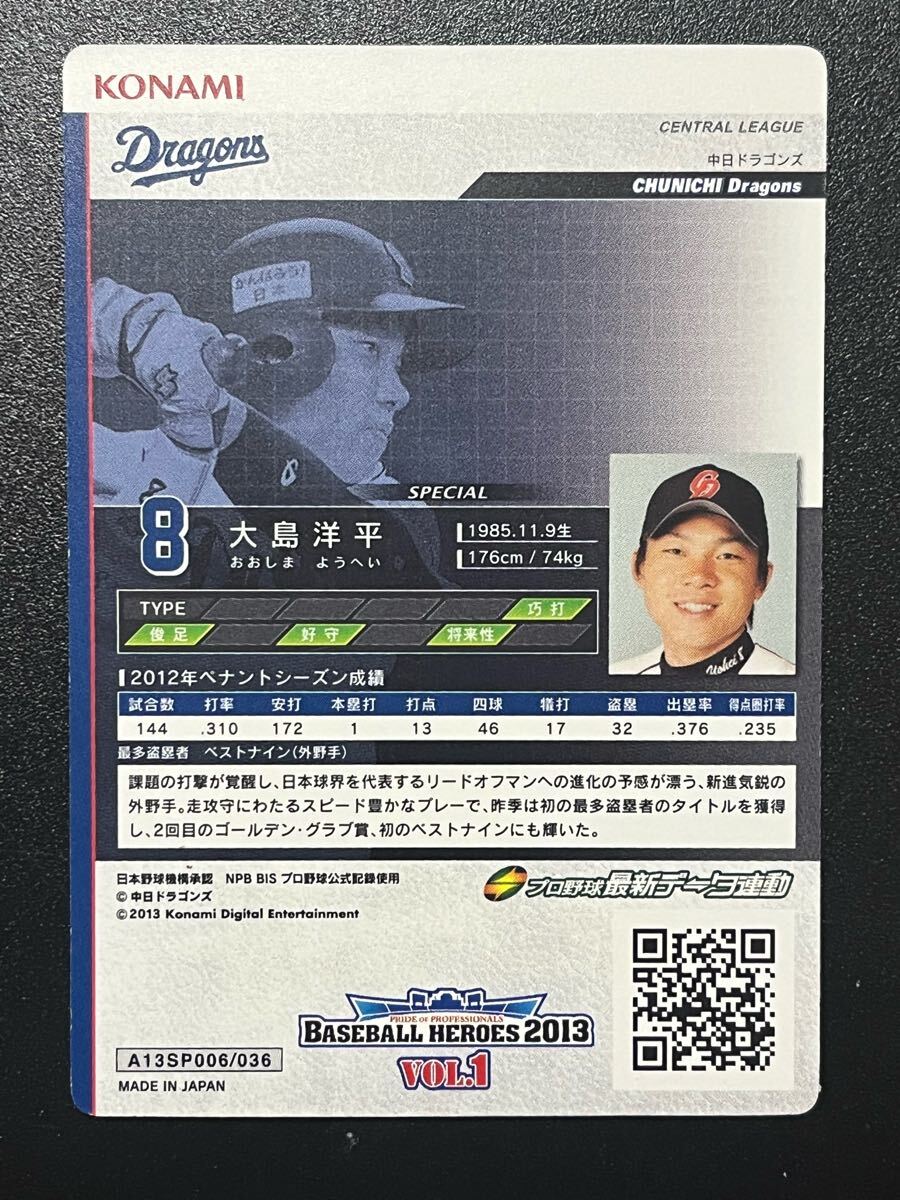 KONAMI
Dragons
CENTRAL LEAGUE
中日ドラゴンズ
CHUNICHI Dragons
がんばろう!
日本
8
SPECIAL
8
大島洋平
おおしま ようへい
1985.11.9生
176cm / 74kg
Yohei 8
TYPE
巧打
俊足 好守 将来性
2012年ペナントシーズン成績
試合数 打率 安打 本塁打 打点 四球 犠打 盗塁 出塁率 得点圏打率
144 .310 172 1 13 46 17 32 .376 .235
最多盗塁者 ベストナイン(外野手)
課題の打撃が覚醒し、日本球界を代表するリードオフマンへの進化の予感が漂う、新進気鋭の
外野手。走攻守にわたるスピード豊かなプレーで、昨季は初の最多盗塁者のタイトルを獲得
し、2回目のゴールデン・グラブ賞、初のベストナインにも輝いた。
日本野球機構承認 NPB BIS プロ野球公式記録使用
© 中日ドラゴンズ
©2013 Konami Digital Entertainment
プロ野球最新データ連動
PRIDE of PROFESSIONALS
BASEBALL HEROES 2013
VOL.1
A13SP006/036
MADE IN JAPAN